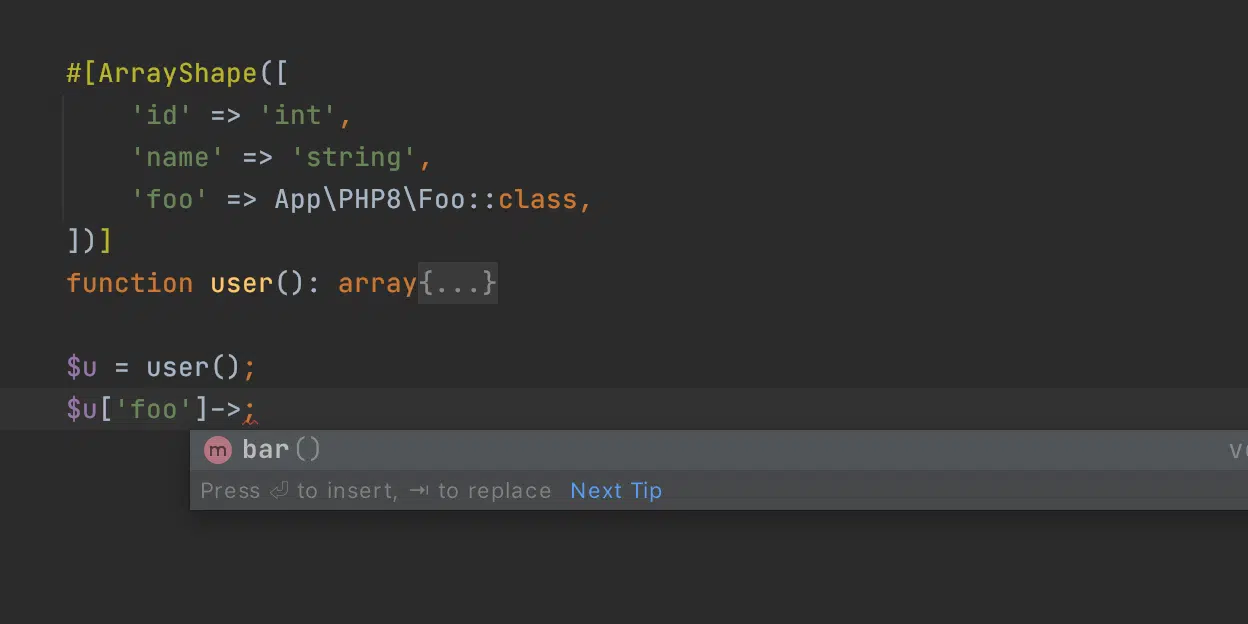 #[ArrayShape([
    'id' => 'int',
    'name' => 'string',
    'foo' => App\PHP8\Foo::class,
])]
function user(): array{...}

$u = user();
$u['foo']->;
m bar()
Press ⏎ to insert, ⇥ to replace Next Tip